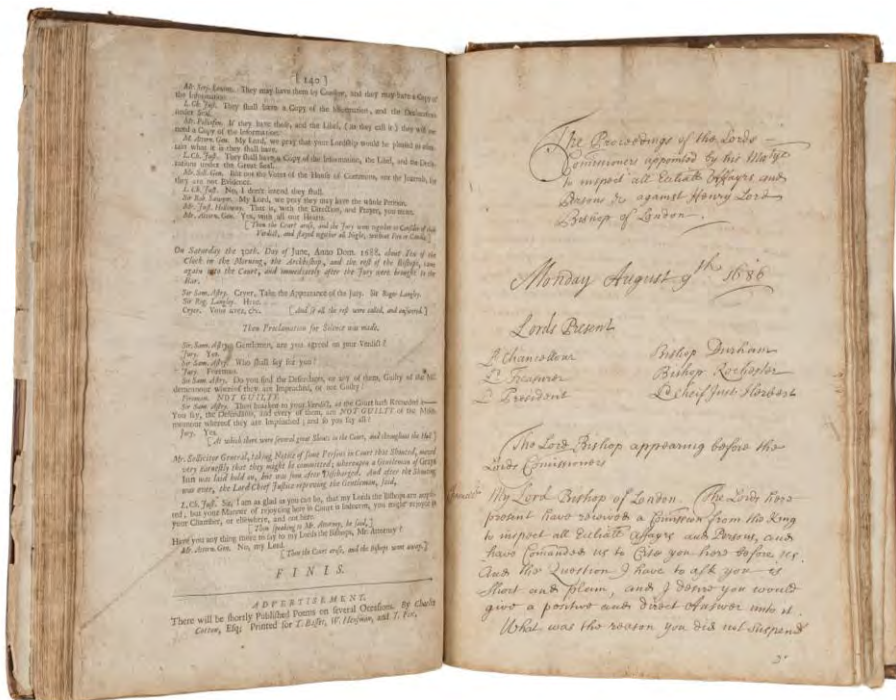 [ 140 ]
Mr. Serj. Levinz. They may have them by Consent, and they may have a Copy of
the Information.
L. Ch. Just. They shall have a Copy of the Information, and the Declarations
under Seal.
Mr. Pollexfen. If they have those, and the Libel, (as they call it) they will not
need a Copy of the Information.
M. Attorn. Gen. My Lord, we pray that your Lordship would be pleased to
what it is they shall have.
L. Ch. Just. They shall have a Copy of the Information, the Libel, and the Decla-
rations under the Great Seal.
Mr. Sol. Gen. But not the Votes of the House of Commons, nor the Journals, for
they are not Evidence.
L. Ch. Just. No, I don't intend they shall.
Sir Rob. Sawyer. My Lord, we pray they may have the whole Petition.
Mr. Just. Holloway. That is, with the Direction, and Prayer, you mean.
Mr. Attorn. Gen. Yes, with all our Hearts.
[ Then the Court arose, and the Jury went together to Consider of their
Verdict, and stayed together all Night, without Fire or Candle.]
On Saturday the 30th. Day of June, Anno Dom. 1688. about Ten of the
Clock in the Morning, the Archbishop, and the rest of the Bishops, came
again into the Court, and immediately after the Jury were brought to the
Bar.
Sir Sam. Astry. Cryer, Take the Appearance of the Jury. Sir Roger Langley.
Sir Rog. Langley. Here.
Cryer. Vous avez, &c. [ And so all the rest were called, and answered.]
Then Proclamation for Silence was made.
Sir Sam. Astry. Gentlemen, are you agreed on your Verdict?
Jury. Yes.
Sir Sam. Astry. Who shall say for you?
Jury. Foreman.
Sir Sam. Astry. Do you find the Defendants, or any of them, Guilty of the Mis-
demeanour whereof they are Impeached, or not Guilty?
Foreman. NOT GUILTY.
Sir Sam. Astry. Then hearken to your Verdict, as the Court hath Recorded it
You say, the Defendants, and every of them, are NOT GUILTY of the Misde-
meanour whereof they are Impeached; and so you say all?
Jury. Yes.
[ At which there were several great Shouts in the Court, and throughout the Hall ]
Mr. Sollicitor General, taking Notice of some Persons in Court that Shouted, moved
very Earnestly that they might be committed; whereupon a Gentleman of Grays
Inn was laid hold on, but was soon after Discharged. And after the Shouting
was over, the Lord Chief Justice reproving the Gentleman, said,
L. Ch. Just. Sir, I am as glad as you can be, that my Lords the Bishops are acquit-
ted, but your Manner of rejoycing here in Court is Indecent, you might rejoyce in
your Chamber, or elsewhere, and not here.
[ Then speaking to Mr. Attorney, he said, ]
Have you any thing more to say to my Lords the Bishops, Mr. Attorney?
Mr. Attorn. Gen. No, my Lord.
[ Then the Court arose, and the Bishops went away. ]
FINIS.
ADVERTISEMENT.
There will be shortly Published Poems on several Occasions. By Charles
Cotton, Esq; Printed for T. Basset, W. Hensman, and T. Fox.
The Proceedings of the Lords
Comissioners appointed by his Matye
to inspect all Eccliati Affayrs and
Persons &c against Henry Lord
Bishop of London.
Monday August 9th 1686
Lords Present
Ld Chancellour Bishop Durham
Ld Treasurer Bishop Rochester
Ld President Ld Cheif Just Herbert
The Lord Bishop appearing before the
Lords Comissioners
My Lord Bishop of London. The Lords here
present have received a Comission from the King
to inspect all Eccliati affayrs and Persons, and
have Comanded us to Cite you here before us
And the Question I have to ask you is
Short and plain, and I desire you would
give a positive and direct Answer unto it.
What was the reason you did not suspend